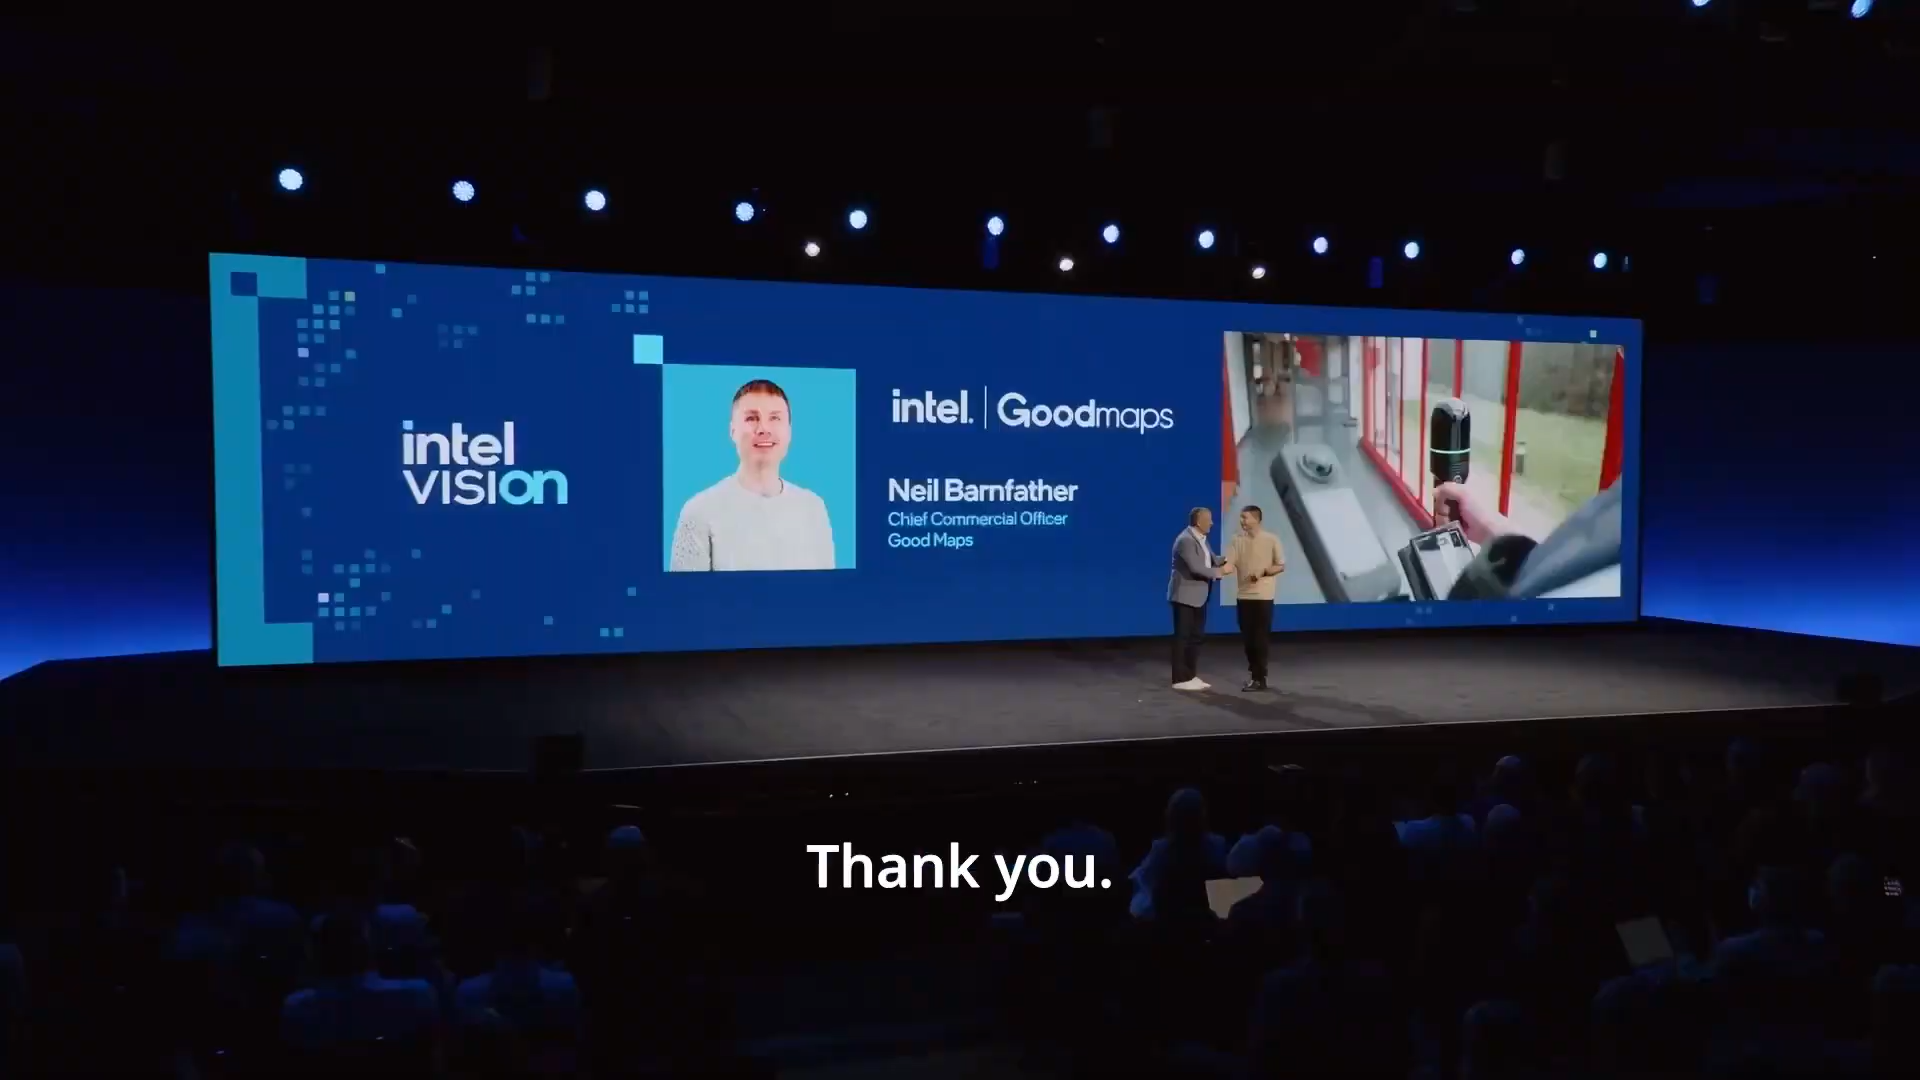 intel
vision
intel. | Goodmaps
Neil Barnfather
Chief Commercial Officer
Good Maps
Thank you.